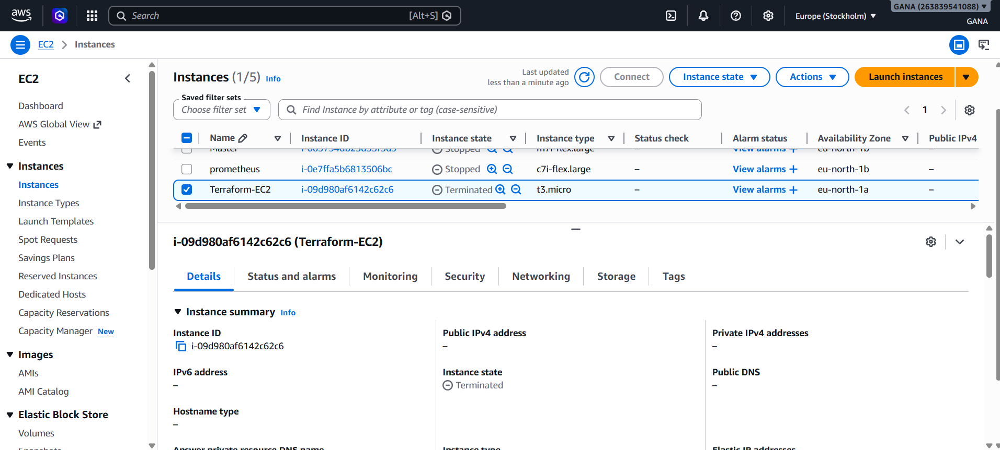 aws
Search [Alt+S]
Europe (Stockholm)
GANA (263839541088)
GANA
EC2 Instances
EC2
Dashboard
AWS Global View
Events
Instances
Instances
Instance Types
Launch Templates
Spot Requests
Savings Plans
Reserved Instances
Dedicated Hosts
Capacity Reservations
Capacity Manager New
Images
AMIs
AMI Catalog
Elastic Block Store
Volumes
Snapshots
Instances (1/5) Info
Last updated
less than a minute ago
Connect Instance state Actions Launch instances
Saved filter sets
Choose filter set Find Instance by attribute or tag (case-sensitive) 1
Name Instance ID Instance state Instance type Status check Alarm status Availability Zone Public IPv4
Master Stopped m7i-flex.large – View alarms + eu-north-1b –
prometheus i-0e7ffa5b6813506bc Stopped c7i-flex.large – View alarms + eu-north-1b –
Terraform-EC2 i-09d980af6142c62c6 Terminated t3.micro – View alarms + eu-north-1a –
i-09d980af6142c62c6 (Terraform-EC2)
Details Status and alarms Monitoring Security Networking Storage Tags
Instance summary Info
Instance ID Public IPv4 address Private IPv4 addresses
i-09d980af6142c62c6 – –
IPv6 address Instance state Public DNS
– Terminated –
Hostname type
–
Answer private resource DNS name Instance type Elastic IP addresses